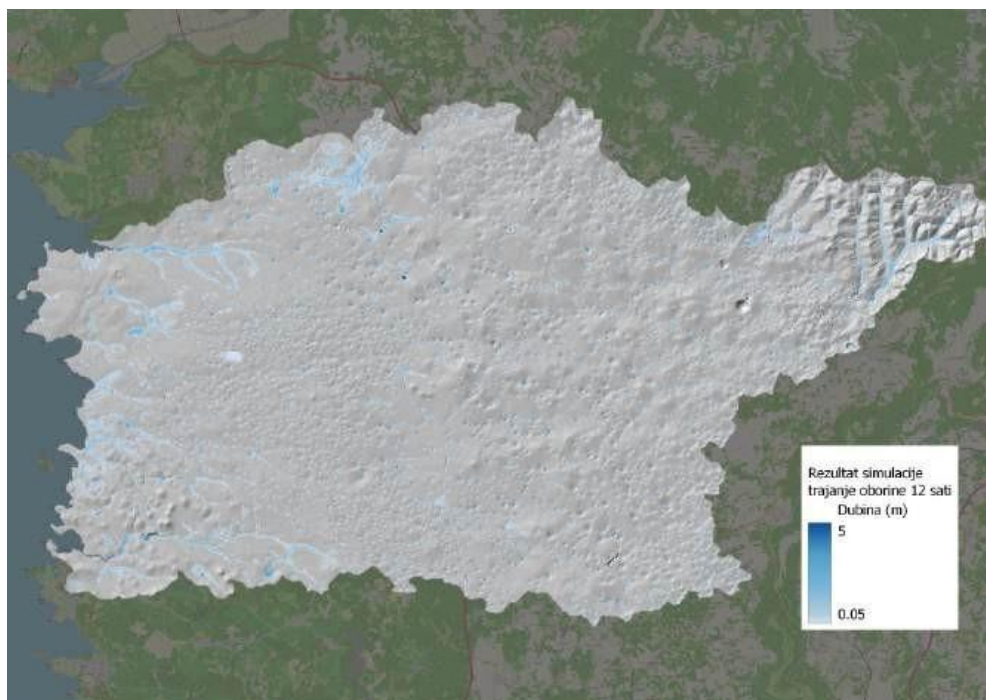 Rezultat simulacije
trajanje oborine 12 sati
Dubina (m)
5
0.05